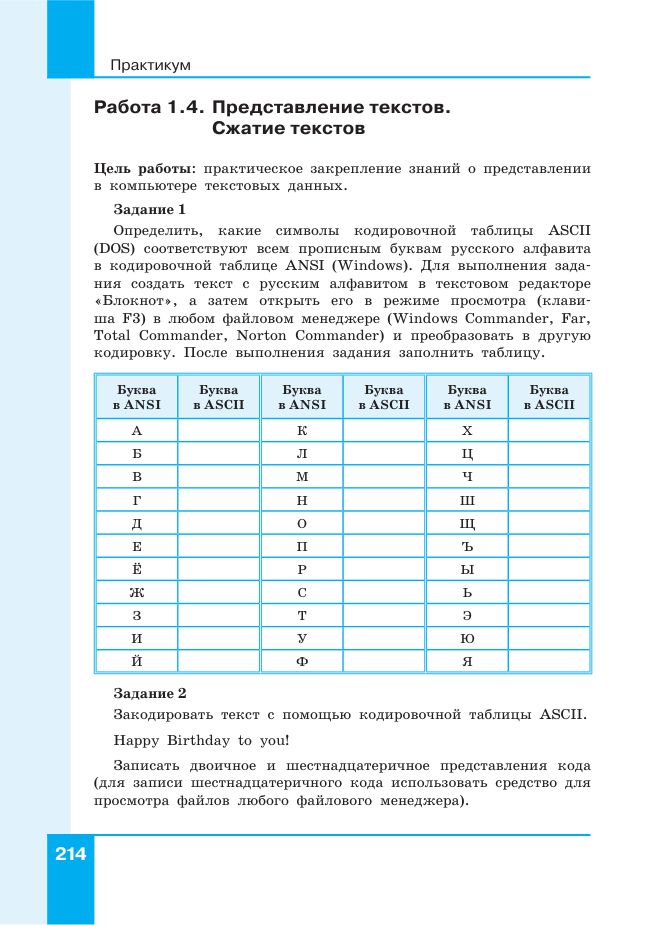 Практикум
Работа 1.4. Представление текстов.
Сжатие текстов
Цель работы: практическое закрепление знаний о представлении
в компьютере текстовых данных.
Задание 1
Определить, какие символы кодировочной таблицы ASCII
(DOS) соответствуют всем прописным буквам русского алфавита
в кодировочной таблице ANSI (Windows). Для выполнения зада-
ния создать текст с русским алфавитом в текстовом редакторе
«Блокнот», а затем открыть его в режиме просмотра (клави-
ша F3) в любом файловом менеджере (Windows Commander, Far,
Total Commander, Norton Commander) и преобразовать в другую
кодировку. После выполнения задания заполнить таблицу.
Буква Буква Буква Буква Буква Буква
в ANSI в ASCII в ANSI в ASCII в ANSI в ASCII
А К Х
Б Л Ц
В М Ч
Г Н Ш
Д О Щ
Е П Ъ
Ё Р Ы
Ж С Ь
З Т Э
И У Ю
Й Ф Я
Задание 2
Закодировать текст с помощью кодировочной таблицы ASCII.
Happy Birthday to you!
Записать двоичное и шестнадцатеричное представления кода
(для записи шестнадцатеричного кода использовать средство для
просмотра файлов любого файлового менеджера).
214